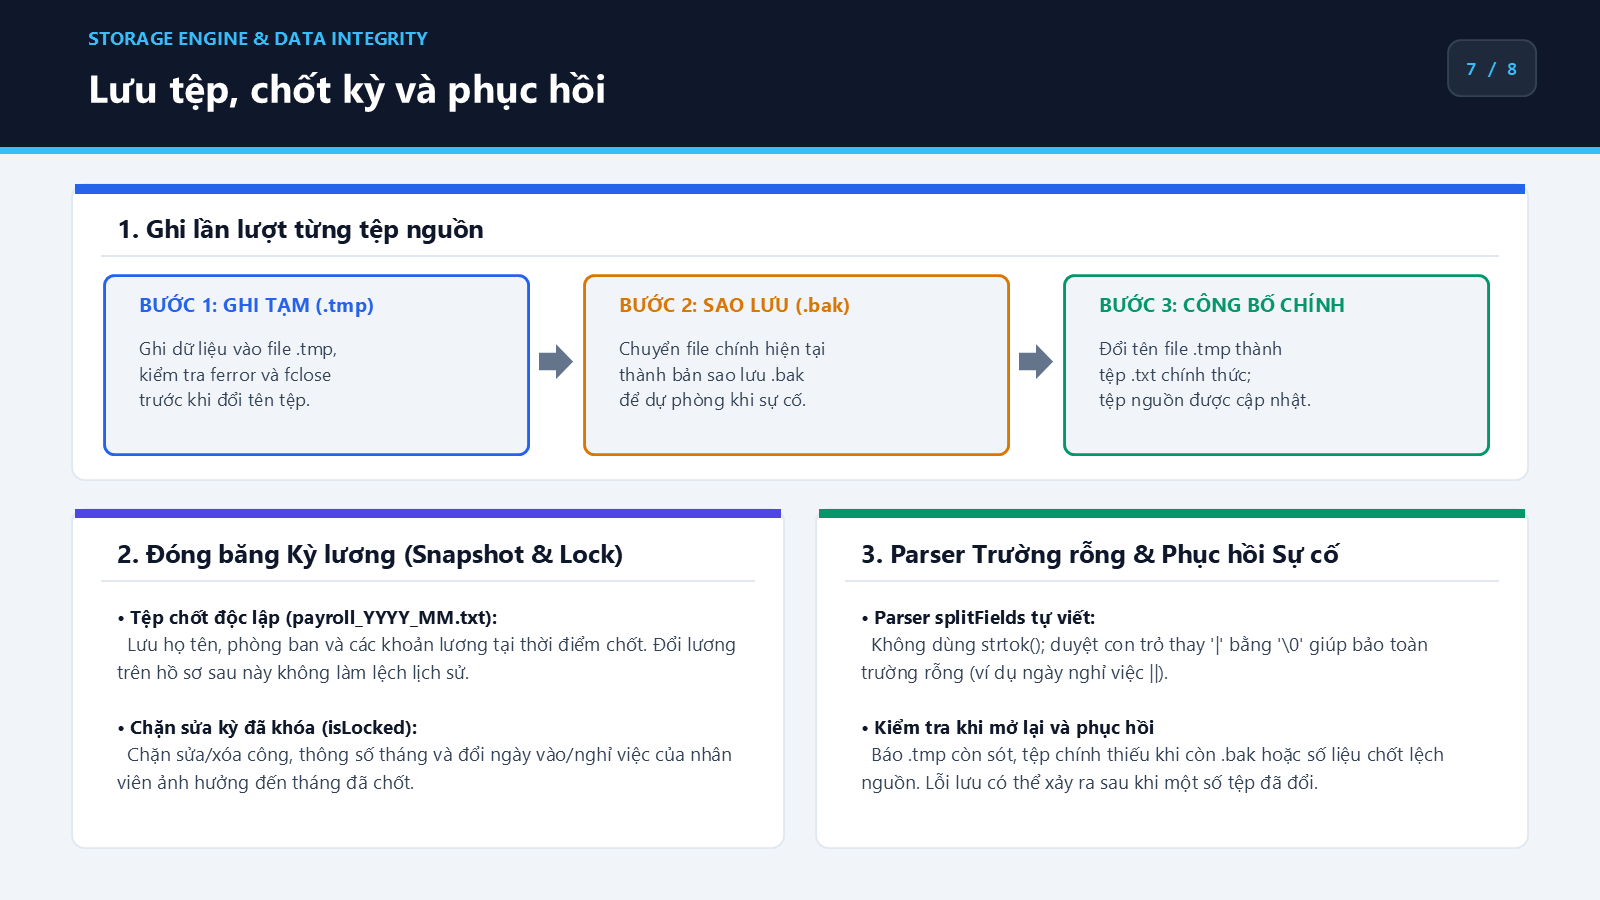 STORAGE ENGINE & DATA INTEGRITY
Lưu tệp, chốt kỳ và phục hồi
7 / 8
1. Ghi lần lượt từng tệp nguồn
BƯỚC 1: GHI TẠM (.tmp)
Ghi dữ liệu vào file .tmp,
kiểm tra ferror và fclose
trước khi đổi tên tệp.
BƯỚC 2: SAO LƯU (.bak)
Chuyển file chính hiện tại
thành bản sao lưu .bak
để dự phòng khi sự cố.
BƯỚC 3: CÔNG BỐ CHÍNH
Đổi tên file .tmp thành
tệp .txt chính thức;
tệp nguồn được cập nhật.
2. Đóng băng Kỳ lương (Snapshot & Lock)
• Tệp chốt độc lập (payroll_YYYY_MM.txt):
Lưu họ tên, phòng ban và các khoản lương tại thời điểm chốt. Đổi lương
trên hồ sơ sau này không làm lệch lịch sử.
• Chặn sửa kỳ đã khóa (isLocked):
Chặn sửa/xóa công, thông số tháng và đổi ngày vào/nghỉ việc của nhân
viên ảnh hưởng đến tháng đã chốt.
3. Parser Trường rỗng & Phục hồi Sự cố
• Parser splitFields tự viết:
Không dùng strtok(); duyệt con trỏ thay '|' bằng '\0' giúp bảo toàn
trường rỗng (ví dụ ngày nghỉ việc ||).
• Kiểm tra khi mở lại và phục hồi
Báo .tmp còn sót, tệp chính thiếu khi còn .bak hoặc số liệu chốt lệch
nguồn. Lỗi lưu có thể xảy ra sau khi một số tệp đã đổi.